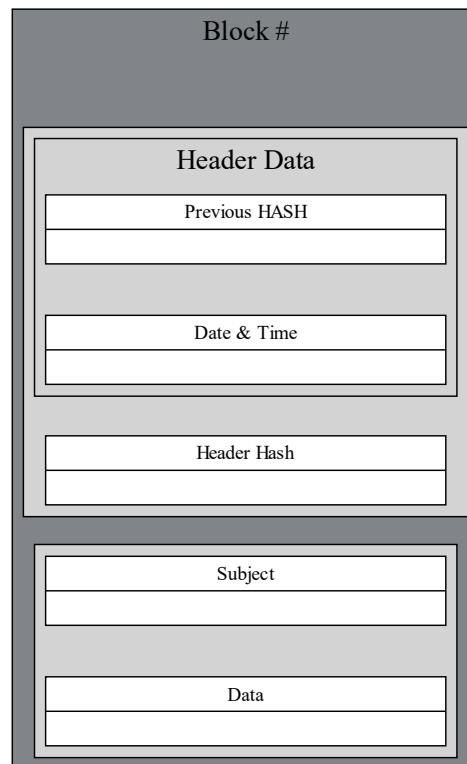 Block #
Header Data
Previous HASH
Date & Time
Header Hash
Subject
Data